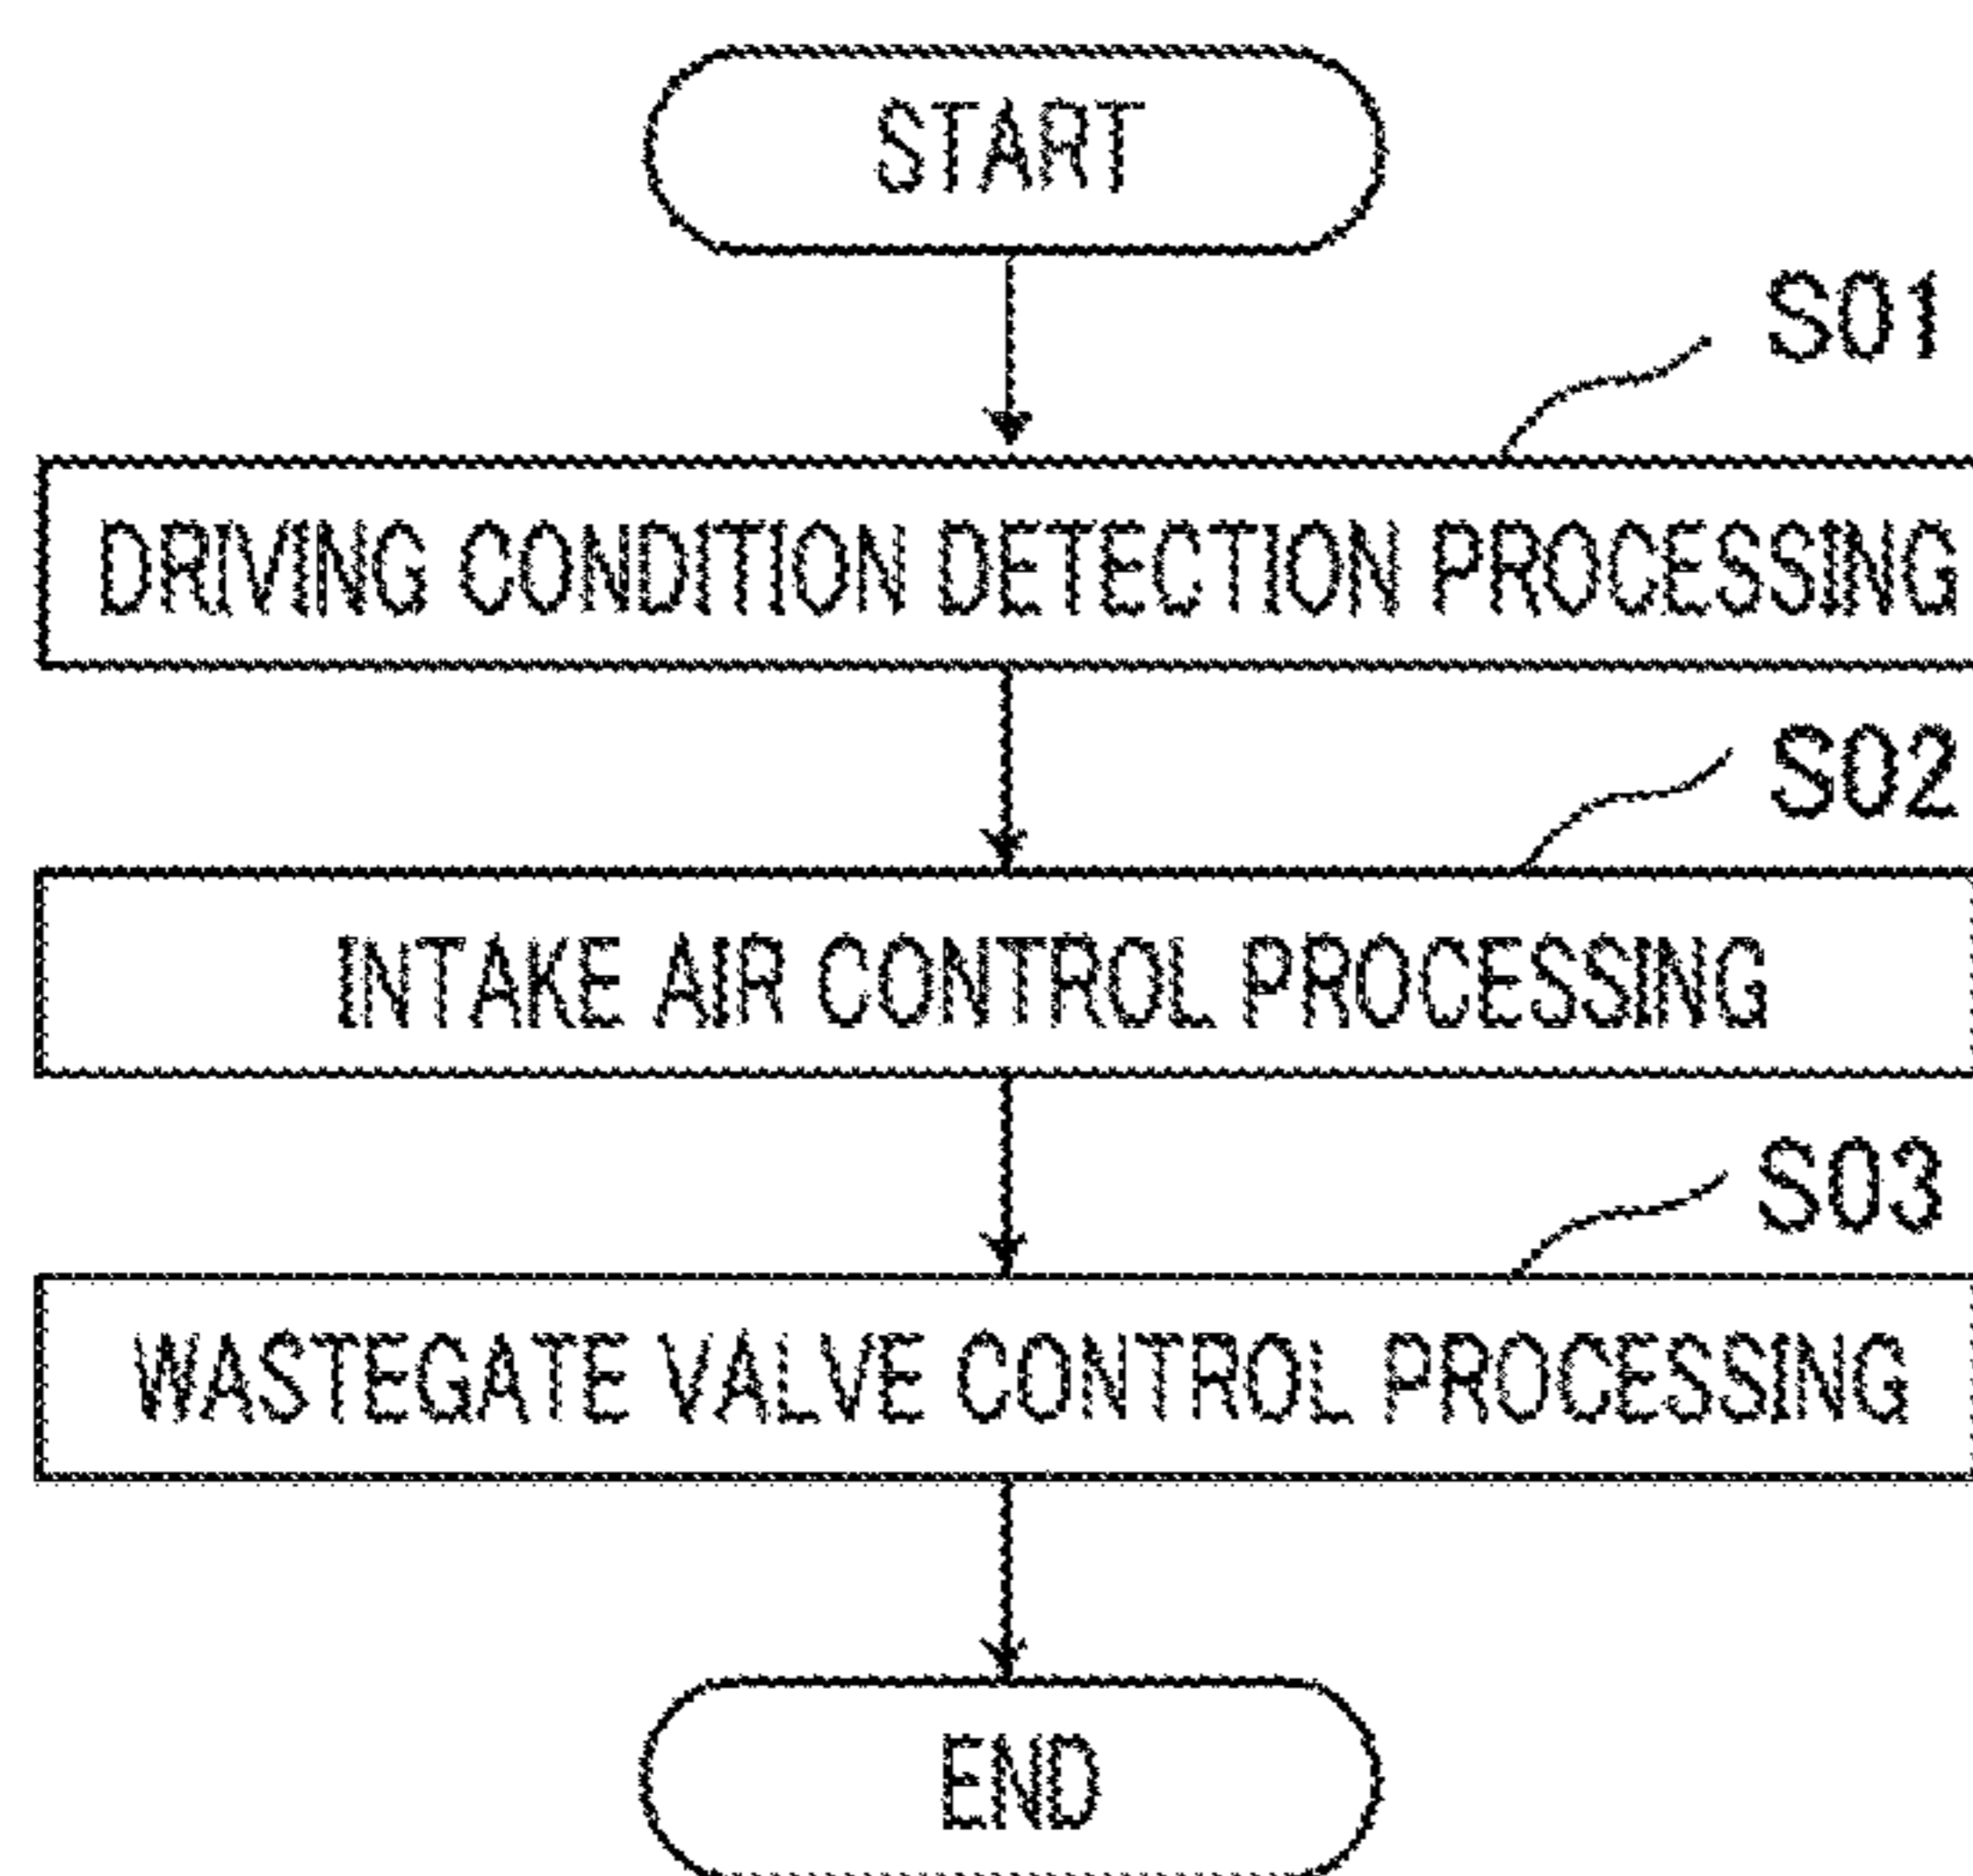 START
S01
DRIVING CONDITION DETECTION PROCESSING
S02
INTAKE AIR CONTROL PROCESSING
S03
WASTEGATE VALVE CONTROL PROCESSING
END